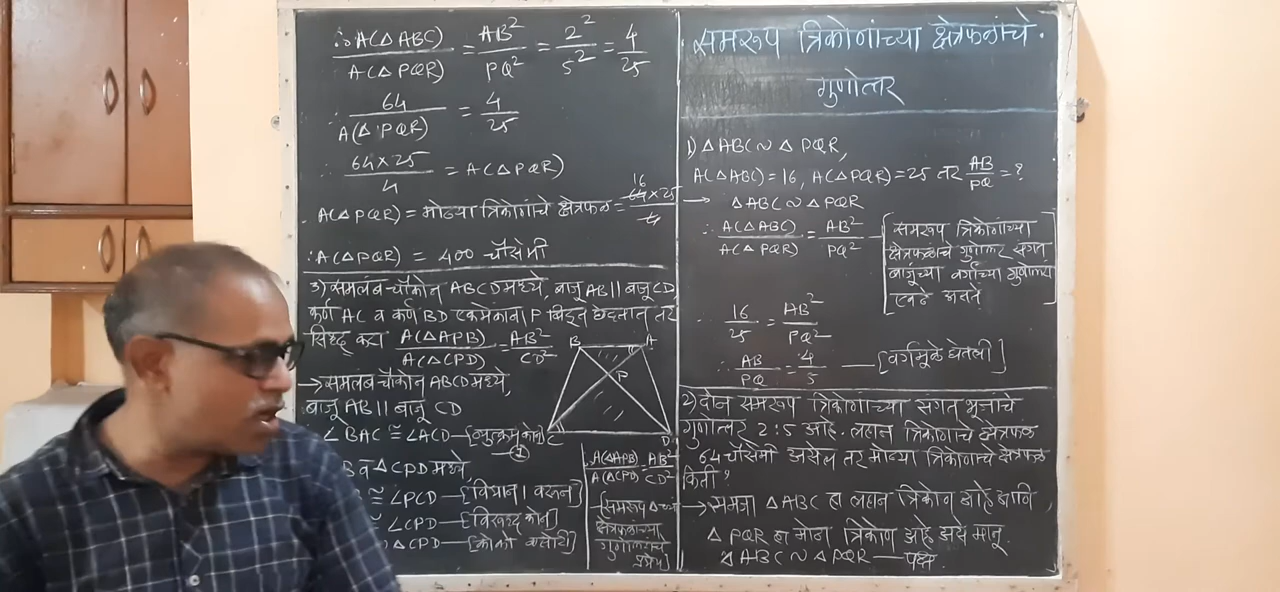 समरूप त्रिकोणांच्या क्षेत्रफळांचे
गुणोत्तर
1) △ABC ~ △PQR,
A(△ABC) = 16, A(△PQR) = 25 तर AB/PQ = ?
→ △ABC ~ △PQR
∴ A(△ABC)/A(△PQR) = AB²/PQ² — [समरूप त्रिकोणांच्या
क्षेत्रफळांचे गुणोत्तर संगत
बाजूच्या वर्गांच्या गुणोत्तरा
एवढे असते]
16/25 = AB²/PQ²
∴ AB/PQ = 4/5 — [वर्गमुळे घेतली]
2) दोन समरूप त्रिकोणाच्या संगत भूजांचे
गुणोत्तर 2:5 आहे. लहान त्रिकोणाचे क्षेत्रफळ
64 चौसेमी असेल तर मोठ्या त्रिकोणाचे क्षेत्रफळ
किती ?
→ समजा △ABC हा लहान त्रिकोण आहे आणि
△PQR हा मोठा त्रिकोण आहे असे मानू.
△ABC ~ △PQR — पक्ष
∴ A(△ABC)/A(△PQR) = AB²/PQ² = 2²/5² = 4/25
∴ 64/A(△PQR) = 4/25
∴ 64×25/4 = A(△PQR)
∴ A(△PQR) = मोठ्या त्रिकोणाचे क्षेत्रफळ = 16 64×25/4
∴ A(△PQR) = 400 चौसेमी
3) समलंब चौकोन ABCD मध्ये, बाजू AB || बाजू CD
कर्ण AC व कर्ण BD एकमेकांना P बिंदूत छेदतात तर
सिध्द करा A(△APB)/A(△CPD) = AB²/CD²
→ समलंब चौकोन ABCD मध्ये,
बाजू AB || बाजू CD
∠BAC ≅ ∠ACD — [व्युत्क्रम कोन]
①
B व △CPD मध्ये,
≅ ∠PCD — [विधान 1 वरून]
≅ ∠CPD — [विरुध्द कोन]
△CPD — [कोको कसोटी]
B A
P
C D
A(△APB)/A(△CPD) = AB²/CD²
[समरूप △च्या
क्षेत्रफळांच्या
गुणोत्तराचे
प्रमेय]